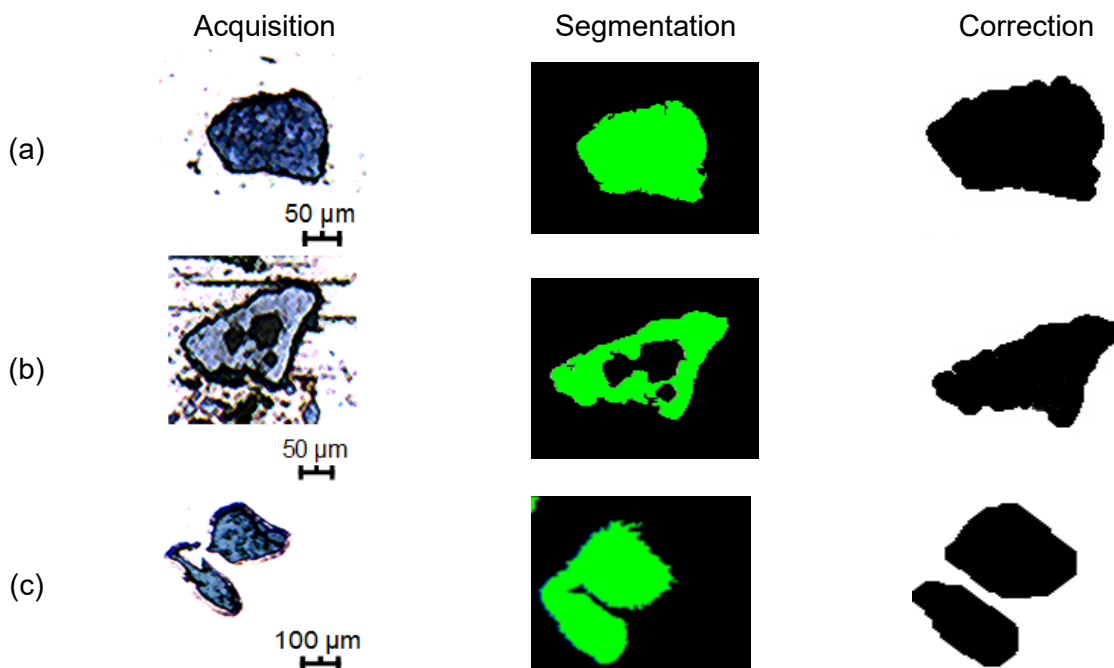 Acquisition Segmentation Correction
(a)
50 µm
(b)
50 µm
(c)
100 µm